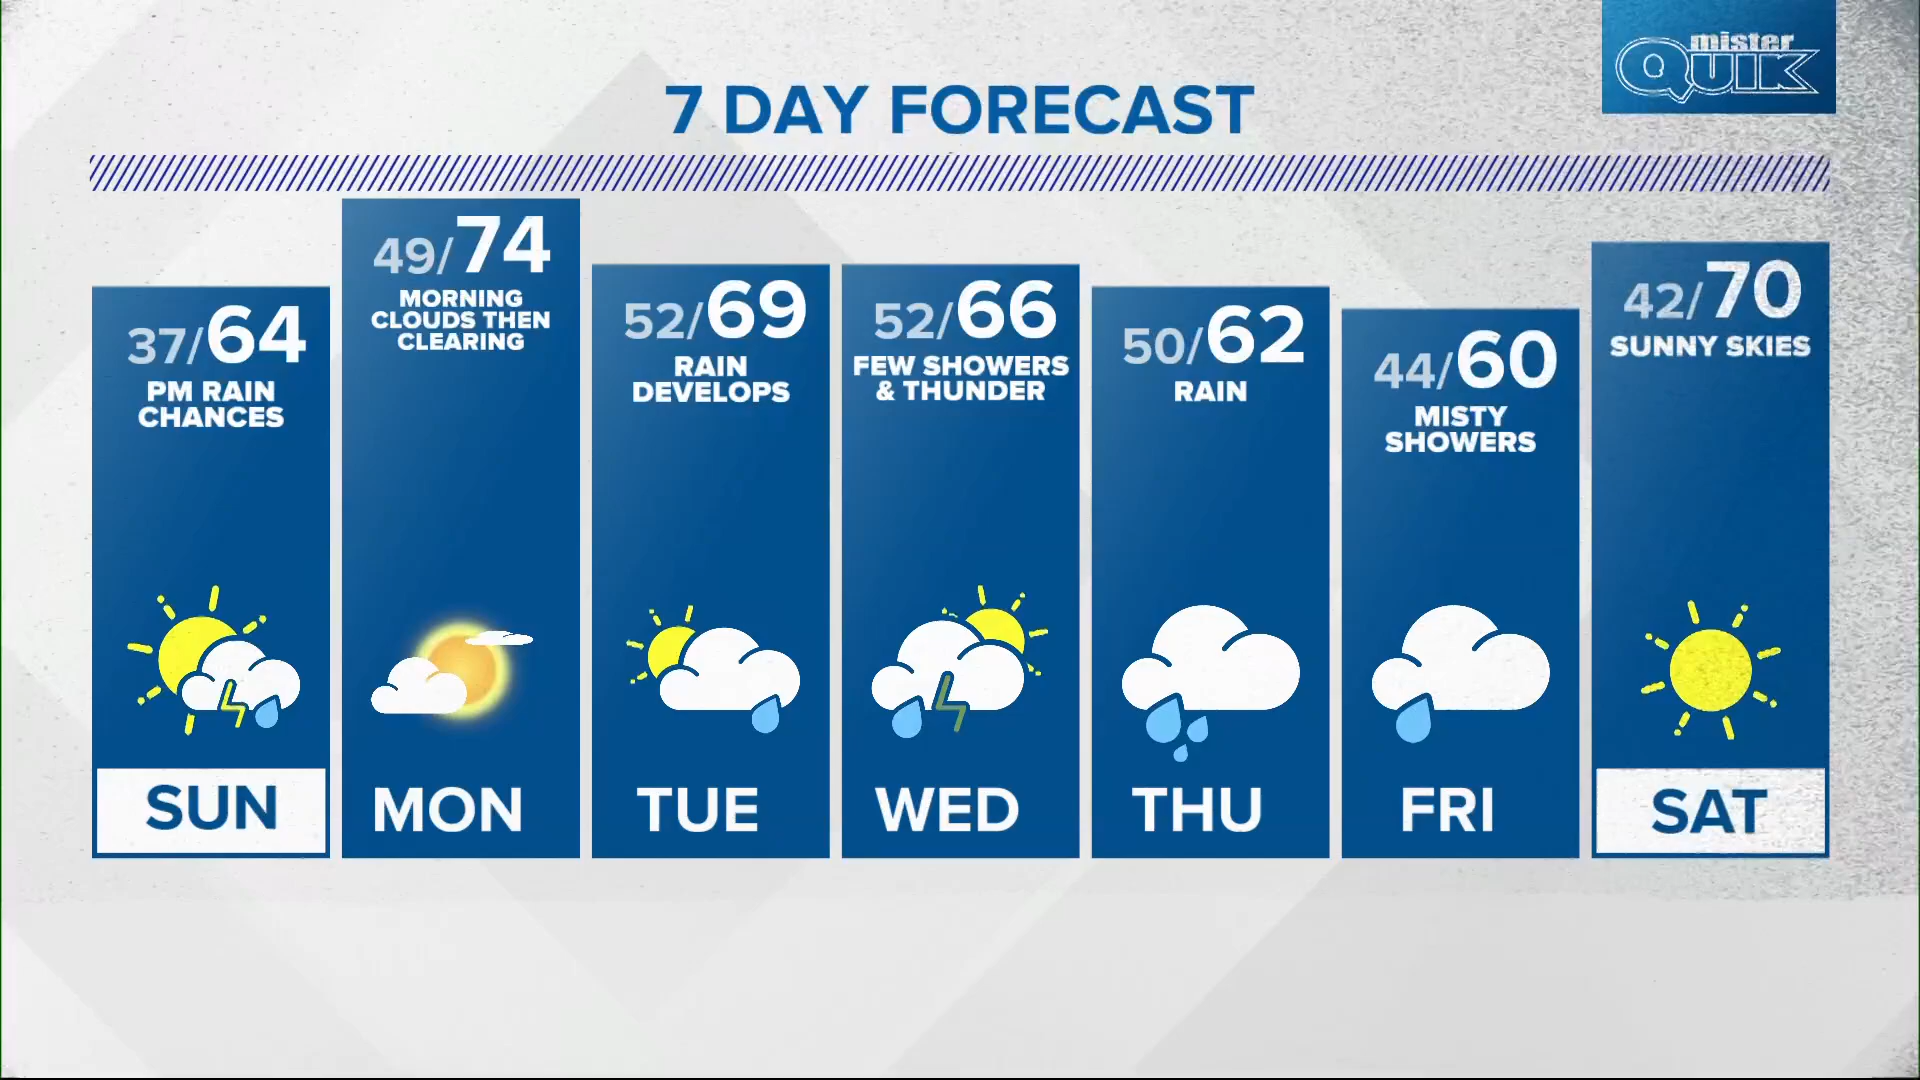 mister
QUIK
7 DAY FORECAST
37/64
PM RAIN
CHANCES
SUN
49/74
MORNING
CLOUDS THEN
CLEARING
MON
52/69
RAIN
DEVELOPS
TUE
52/66
FEW SHOWERS
& THUNDER
WED
50/62
RAIN
THU
44/60
MISTY
SHOWERS
FRI
42/70
SUNNY SKIES
SAT